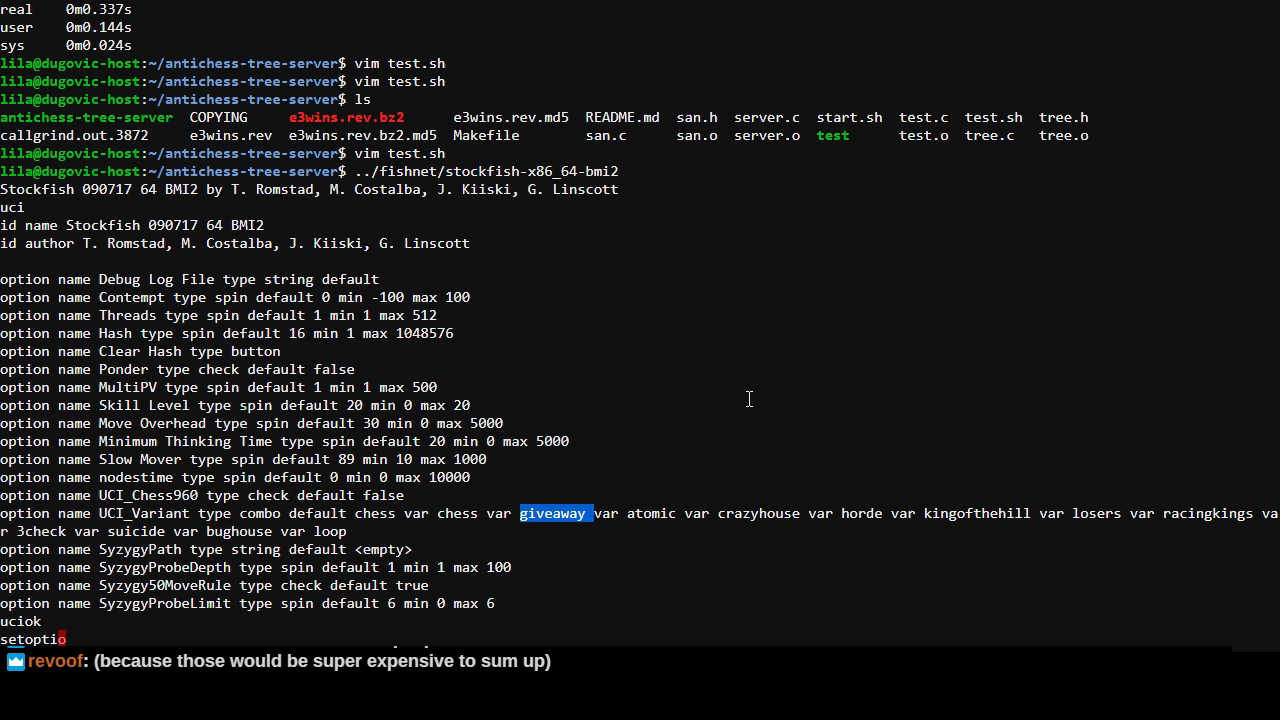 real    0m0.337s
user    0m0.144s
sys     0m0.024s
lila@dugovic-host:~/antichess-tree-server$ vim test.sh
lila@dugovic-host:~/antichess-tree-server$ vim test.sh
lila@dugovic-host:~/antichess-tree-server$ ls
antichess-tree-server  COPYING     e3wins.rev.bz2      e3wins.rev.md5  README.md  san.h  server.c  start.sh  test.c  test.sh  tree.h
callgrind.out.3872     e3wins.rev  e3wins.rev.bz2.md5  Makefile        san.c      san.o  server.o  test      test.o  tree.c   tree.o
lila@dugovic-host:~/antichess-tree-server$ vim test.sh
lila@dugovic-host:~/antichess-tree-server$ ../fishnet/stockfish-x86_64-bmi2
Stockfish 090717 64 BMI2 by T. Romstad, M. Costalba, J. Kiiski, G. Linscott
uci
id name Stockfish 090717 64 BMI2
id author T. Romstad, M. Costalba, J. Kiiski, G. Linscott
option name Debug Log File type string default
option name Contempt type spin default 0 min -100 max 100
option name Threads type spin default 1 min 1 max 512
option name Hash type spin default 16 min 1 max 1048576
option name Clear Hash type button
option name Ponder type check default false
option name MultiPV type spin default 1 min 1 max 500
option name Skill Level type spin default 20 min 0 max 20
option name Move Overhead type spin default 30 min 0 max 5000
option name Minimum Thinking Time type spin default 20 min 0 max 5000
option name Slow Mover type spin default 89 min 10 max 1000
option name nodestime type spin default 0 min 0 max 10000
option name UCI_Chess960 type check default false
option name UCI_Variant type combo default chess var chess var giveaway var atomic var crazyhouse var horde var kingofthehill var losers var racingkings va
r 3check var suicide var bughouse var loop
option name SyzygyPath type string default <empty>
option name SyzygyProbeDepth type spin default 1 min 1 max 100
option name Syzygy50MoveRule type check default true
option name SyzygyProbeLimit type spin default 6 min 0 max 6
uciok
setoptio
revoof: (because those would be super expensive to sum up)